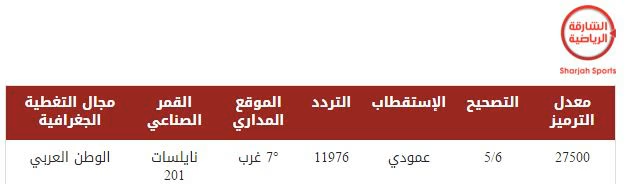 الشارقة
الرياضية
Sharjah Sports
معدل الترميز	التصحيح	الإستقطاب	التردد	الموقع المداري	القمر الصناعي	مجال التغطية الجغرافية
27500	5/6	عمودي	11976	7° غرب	نايلسات 201	الوطن العربي